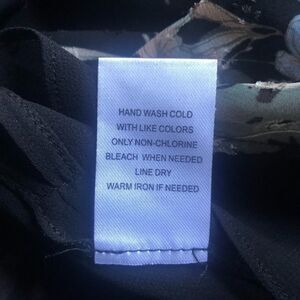 HAND WASH COLD
WITH LIKE COLORS
ONLY NON-CHLORINE
BLEACH WHEN NEEDED
LINE DRY
WARM IRON IF NEEDED